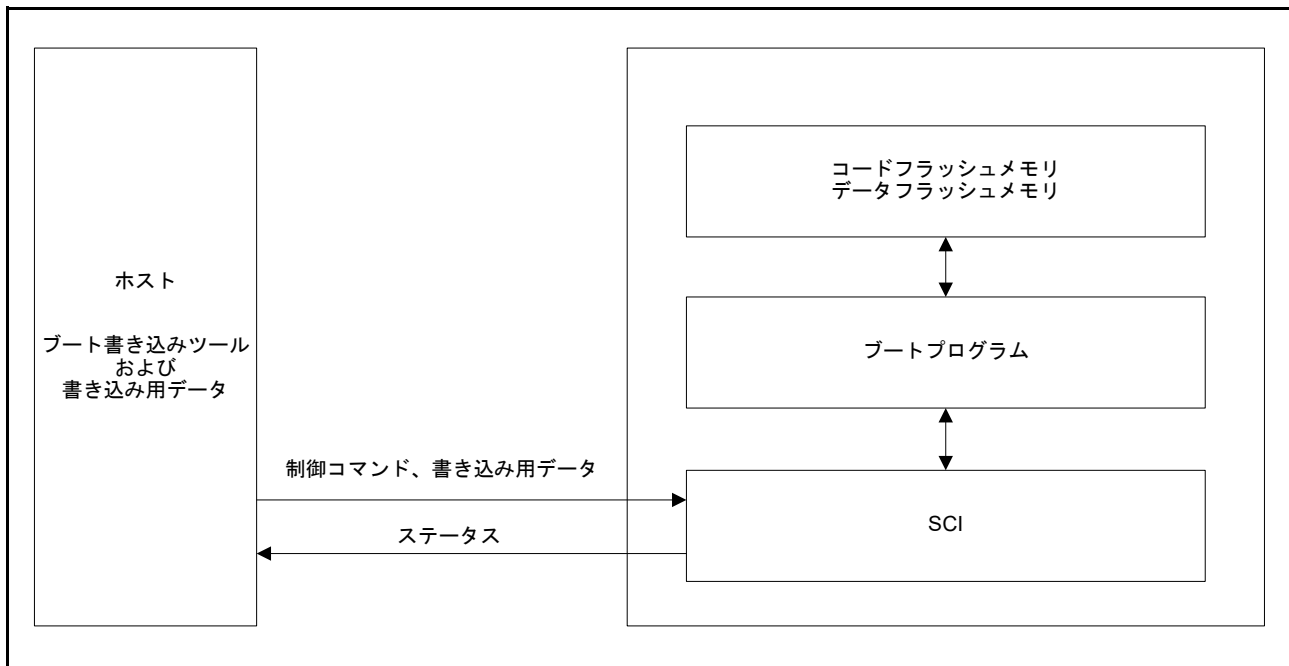 ホスト
ブート書き込みツール
および
書き込み用データ
制御コマンド、書き込み用データ
ステータス
コードフラッシュメモリ
データフラッシュメモリ
ブートプログラム
SCI